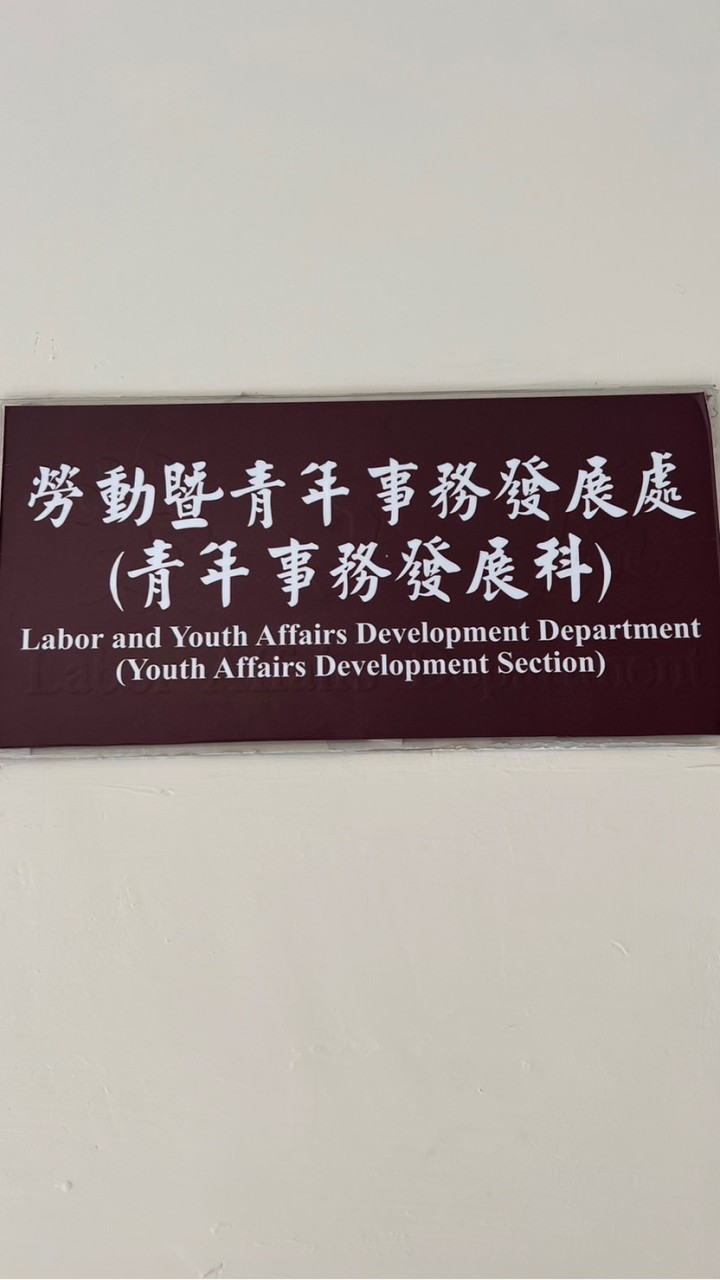 勞動暨青年事務發展處
(青年事務發展科)
Labor and Youth Affairs Development Department
(Youth Affairs Development Section)